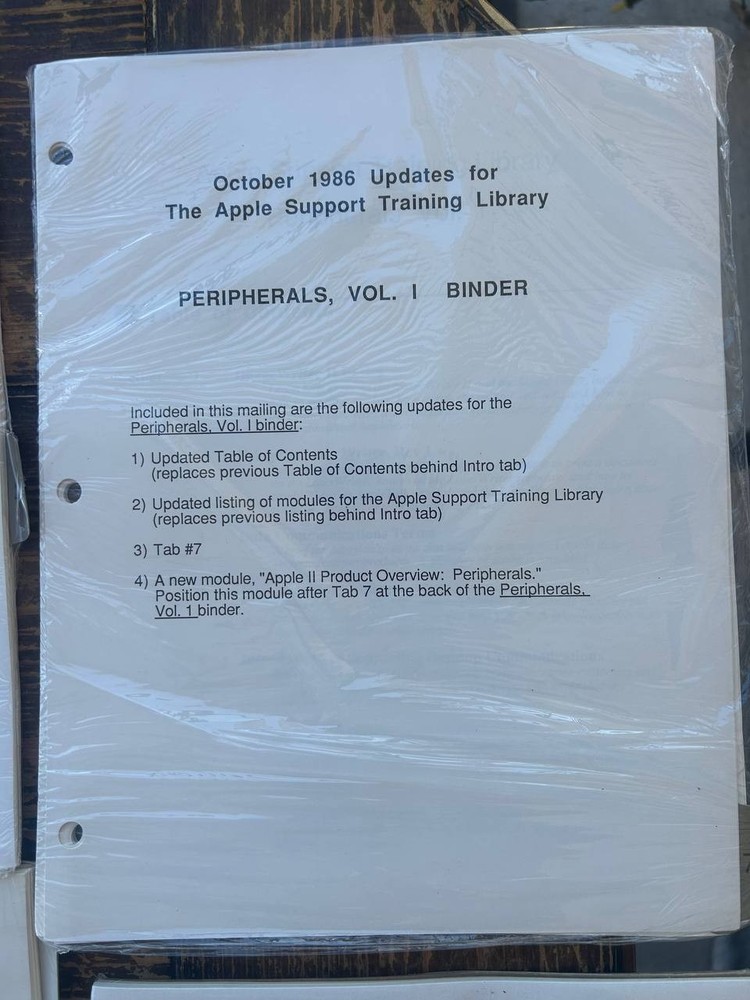 October 1986 Updates for
The Apple Support Training Library
PERIPHERALS, VOL. I BINDER
Included in this mailing are the following updates for the
Peripherals, Vol. I binder:
1) Updated Table of Contents
(replaces previous Table of Contents behind Intro tab)
2) Updated listing of modules for the Apple Support Training Library
(replaces previous listing behind Intro tab)
3) Tab #7
4) A new module, "Apple II Product Overview: Peripherals."
Position this module after Tab 7 at the back of the Peripherals,
Vol. 1 binder.